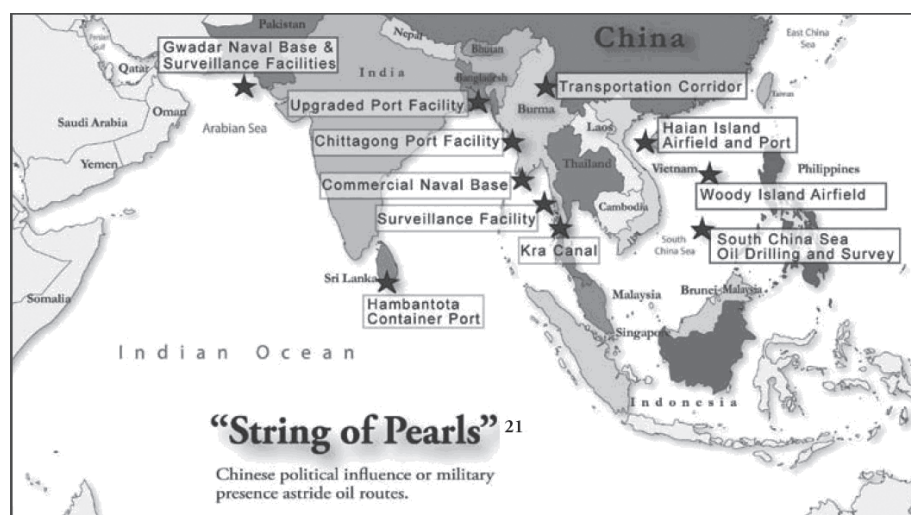 Pakistan
Nepal
Bhutan
China
East China
Sea
Persian
Gulf
Gwadar Naval Base &
Surveillance Facilities
Qatar
India
Bangladesh
Transportation Corridor
Upgraded Port Facility
Burma
Taiwan
Oman
Saudi Arabia
Arabian Sea
Laos
Haian Island
Airfield and Port
Chittagong Port Facility
Yemen
Thailand
Vietnam
Philippines
Commercial Naval Base
Woody Island Airfield
Cambodia
Surveillance Facility
South
China Sea
South China Sea
Oil Drilling and Survey
Kra Canal
Sri Lanka
Somalia
Hambantota
Container Port
Malaysia
Brunei
Malaysia
Singapore
Indian Ocean
Indonesia
“String of Pearls” 21
Chinese political influence or military
presence astride oil routes.